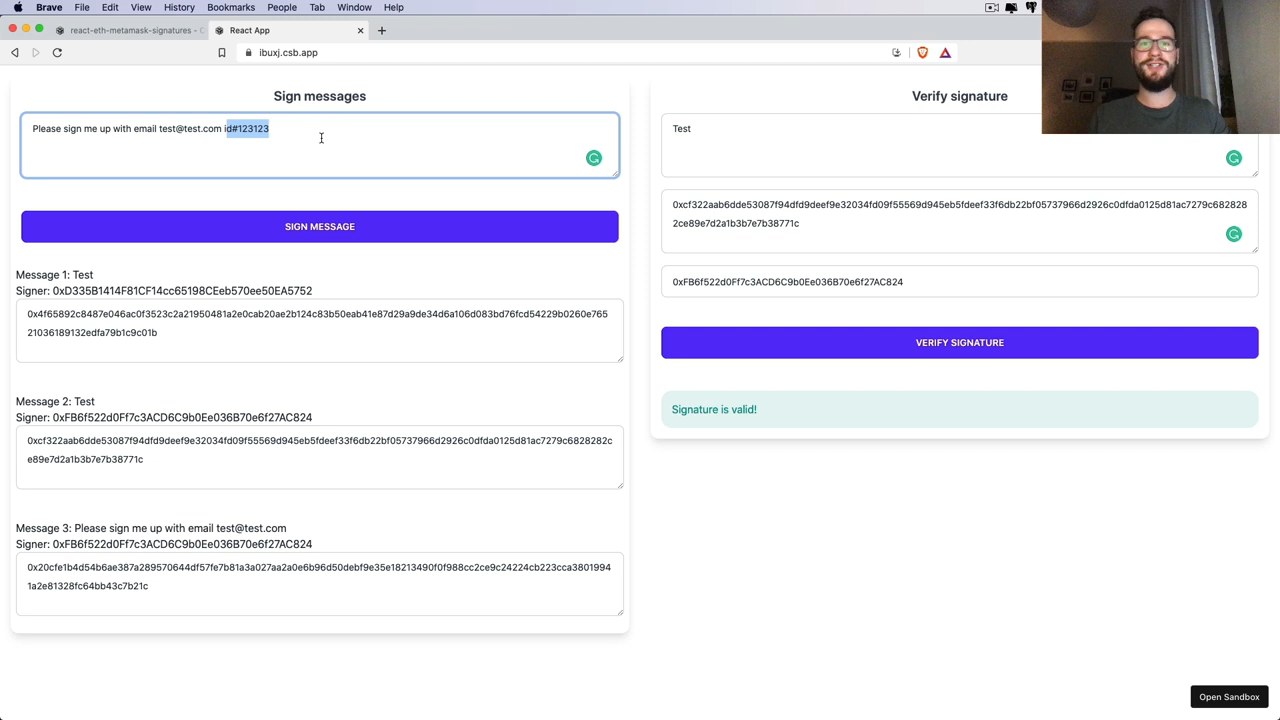 Brave File Edit View History Bookmarks People Tab Window Help
react-eth-metamask-signatures - C
React App
ibuxj.csb.app
Sign messages
Please sign me up with email test@test.com id#123123
SIGN MESSAGE
Message 1: Test
Signer: 0xD335B1414F81CF14cc65198CEeb570ee50EA5752
0x4f65892c8487e046ac0f3523c2a21950481a2e0cab20ae2b124c83b50eab41e87d29a9de34d6a106d083bd76fcd54229b0260e765
21036189132edfa79b1c9c01b
Message 2: Test
Signer: 0xFB6f522d0Ff7c3ACD6C9b0Ee036B70e6f27AC824
0xcf322aab6dde53087f94dfd9deef9e32034fd09f55569d945eb5fdeef33f6db22bf05737966d2926c0dfda0125d81ac7279c6828282c
e89e7d2a1b3b7e7b38771c
Message 3: Please sign me up with email test@test.com
Signer: 0xFB6f522d0Ff7c3ACD6C9b0Ee036B70e6f27AC824
0x20cfe1b4d54b6ae387a289570644df57fe7b81a3a027aa2a0e6b96d50debf9e35e18213490f0f988cc2ce9c24224cb223cca3801994
1a2e81328fc64bb43c7b21c
Verify signature
Test
0xcf322aab6dde53087f94dfd9deef9e32034fd09f55569d945eb5fdeef33f6db22bf05737966d2926c0dfda0125d81ac7279c682828
2ce89e7d2a1b3b7e7b38771c
0xFB6f522d0Ff7c3ACD6C9b0Ee036B70e6f27AC824
VERIFY SIGNATURE
Signature is valid!
Open Sandbox